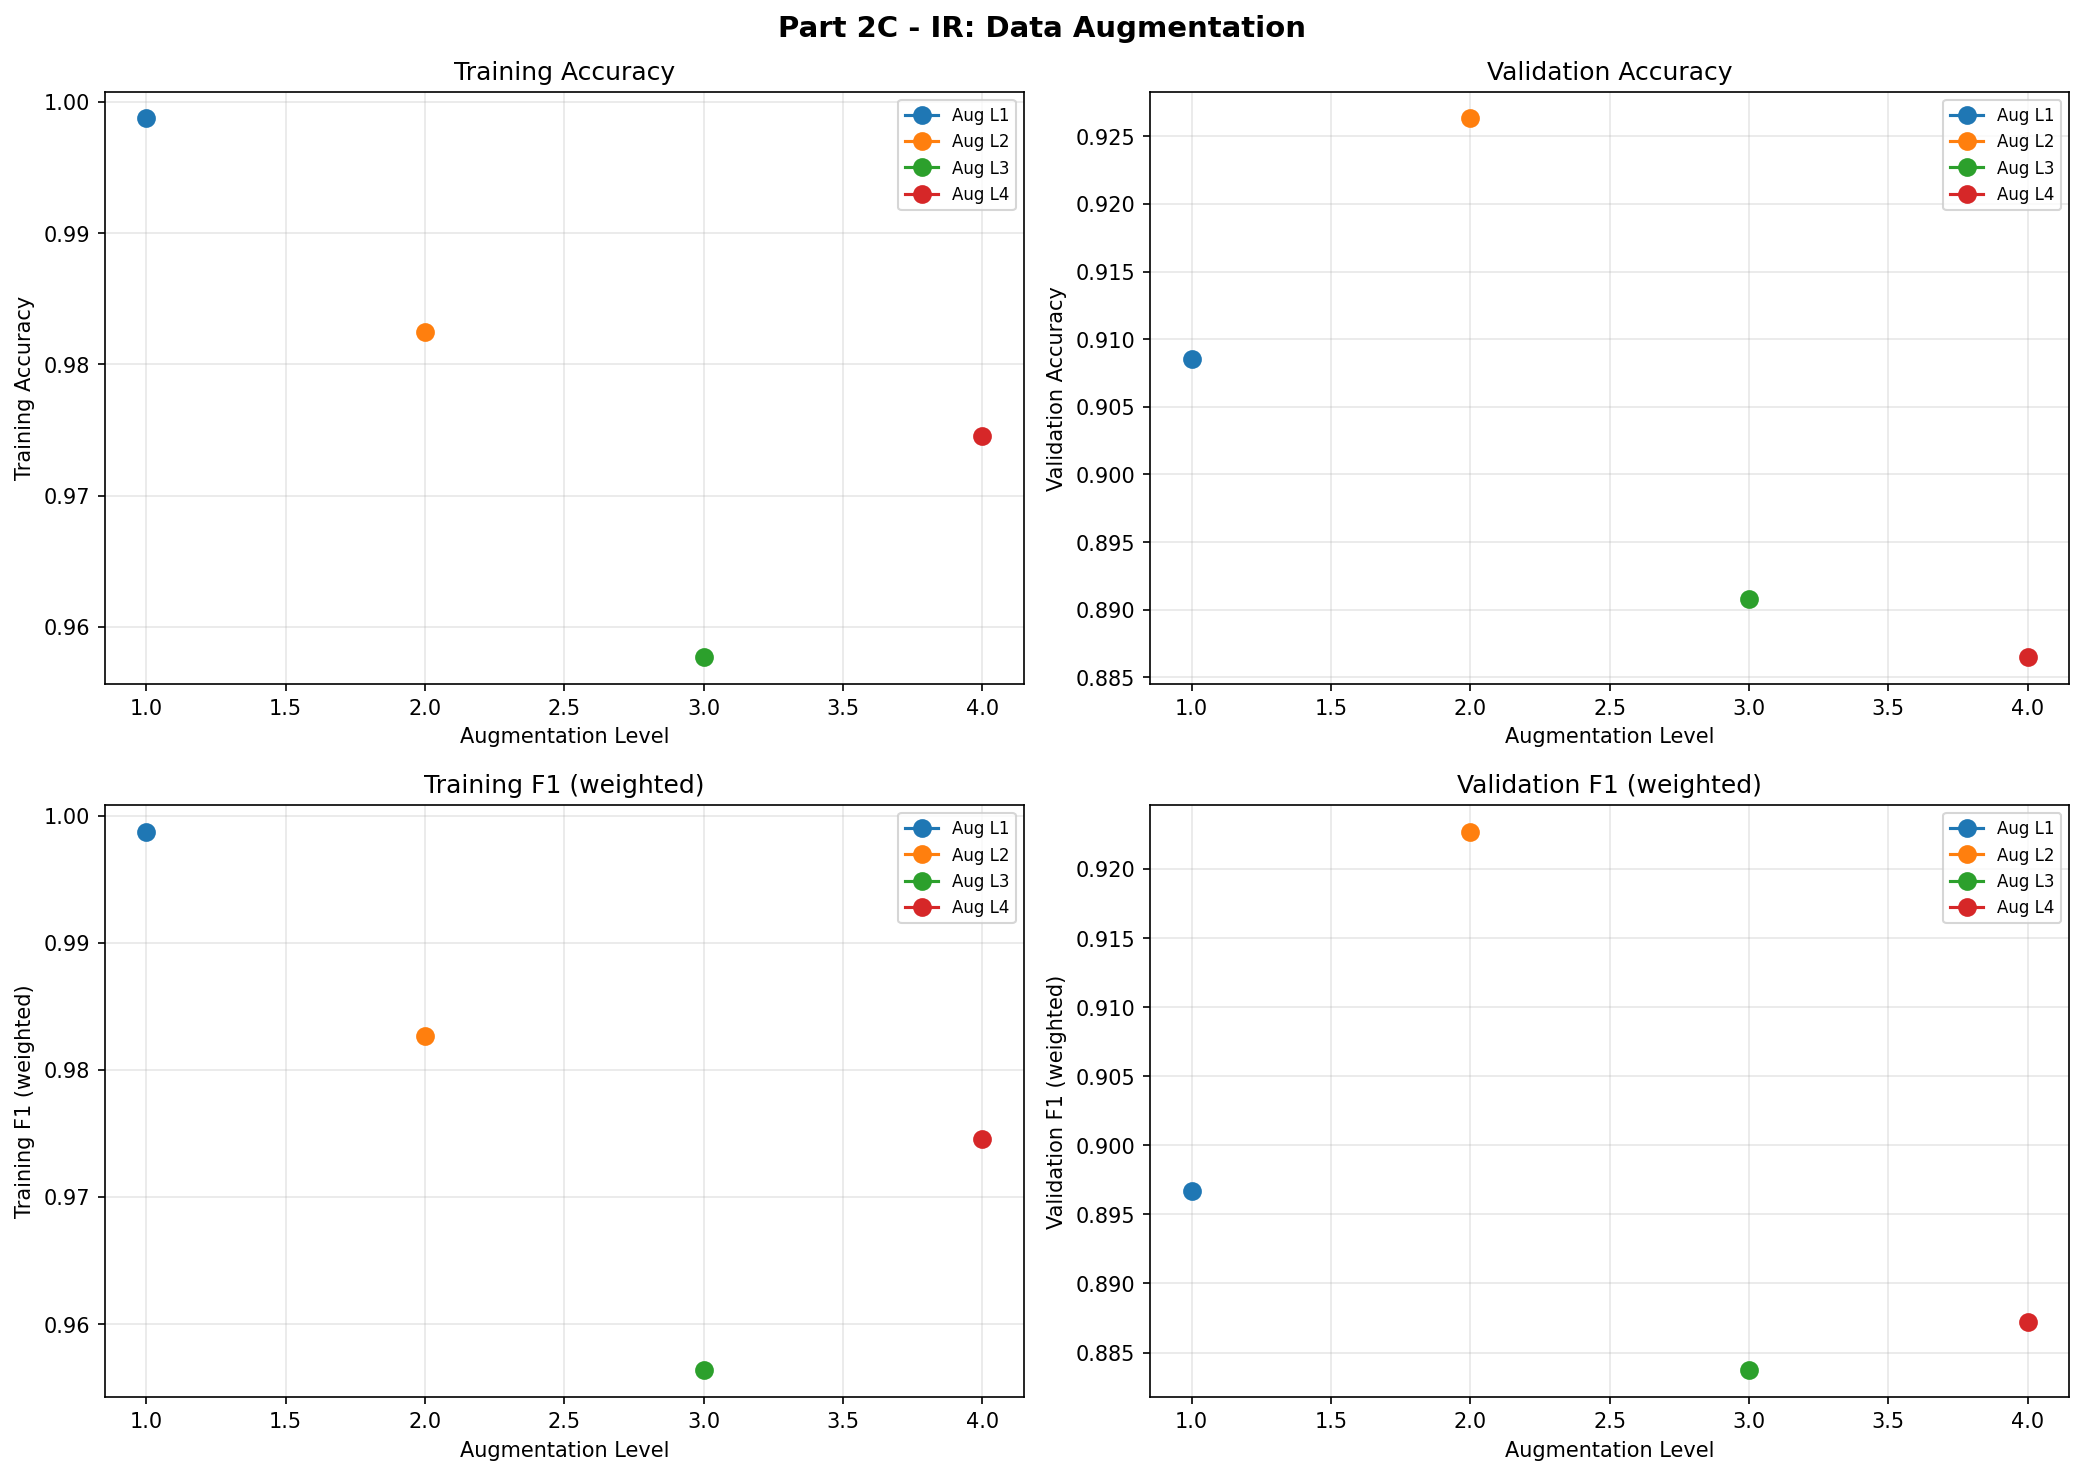 Part 2C - IR: Data Augmentation
Training Accuracy
Training Accuracy
1.00
0.99
0.98
0.97
0.96
Aug L1
Aug L2
Aug L3
Aug L4
1.0 1.5 2.0 2.5 3.0 3.5 4.0
Augmentation Level
Validation Accuracy
Validation Accuracy
0.925
0.920
0.915
0.910
0.905
0.900
0.895
0.890
0.885
Aug L1
Aug L2
Aug L3
Aug L4
1.0 1.5 2.0 2.5 3.0 3.5 4.0
Augmentation Level
Training F1 (weighted)
Training F1 (weighted)
1.00
0.99
0.98
0.97
0.96
Aug L1
Aug L2
Aug L3
Aug L4
1.0 1.5 2.0 2.5 3.0 3.5 4.0
Augmentation Level
Validation F1 (weighted)
Validation F1 (weighted)
0.920
0.915
0.910
0.905
0.900
0.895
0.890
0.885
Aug L1
Aug L2
Aug L3
Aug L4
1.0 1.5 2.0 2.5 3.0 3.5 4.0
Augmentation Level